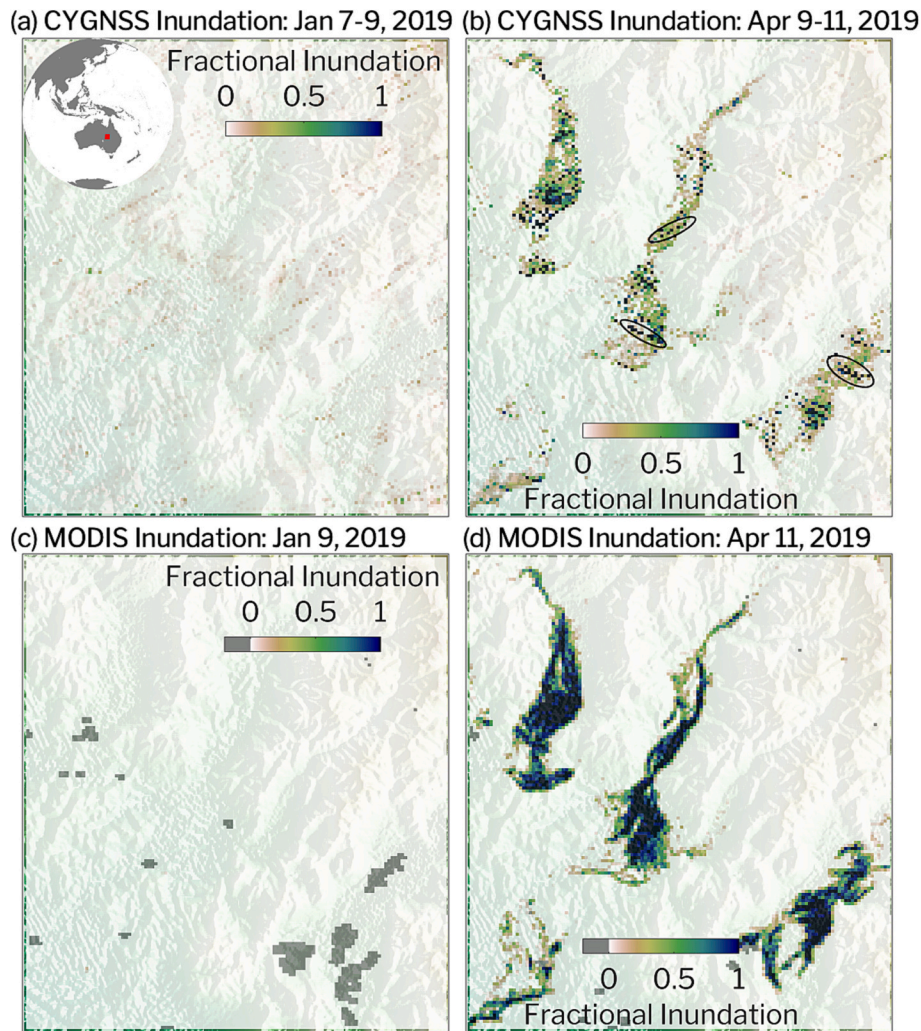 (a) CYGNSS Inundation: Jan 7-9, 2019
Fractional Inundation
0 0.5 1
(b) CYGNSS Inundation: Apr 9-11, 2019
0 0.5 1
Fractional Inundation
(c) MODIS Inundation: Jan 9, 2019
Fractional Inundation
0 0.5 1
(d) MODIS Inundation: Apr 11, 2019
0 0.5 1
Fractional Inundation